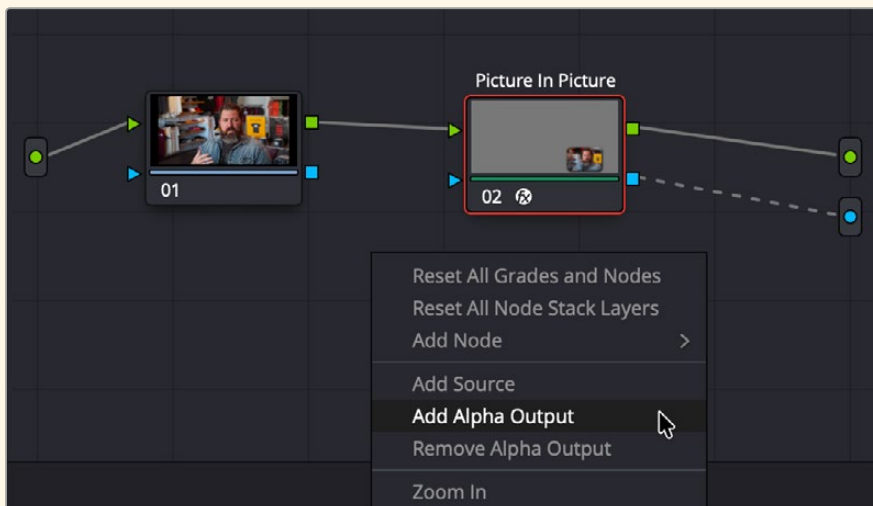 Picture In Picture
01
02
Reset All Grades and Nodes
Reset All Node Stack Layers
Add Node
Add Source
Add Alpha Output
Remove Alpha Output
Zoom In